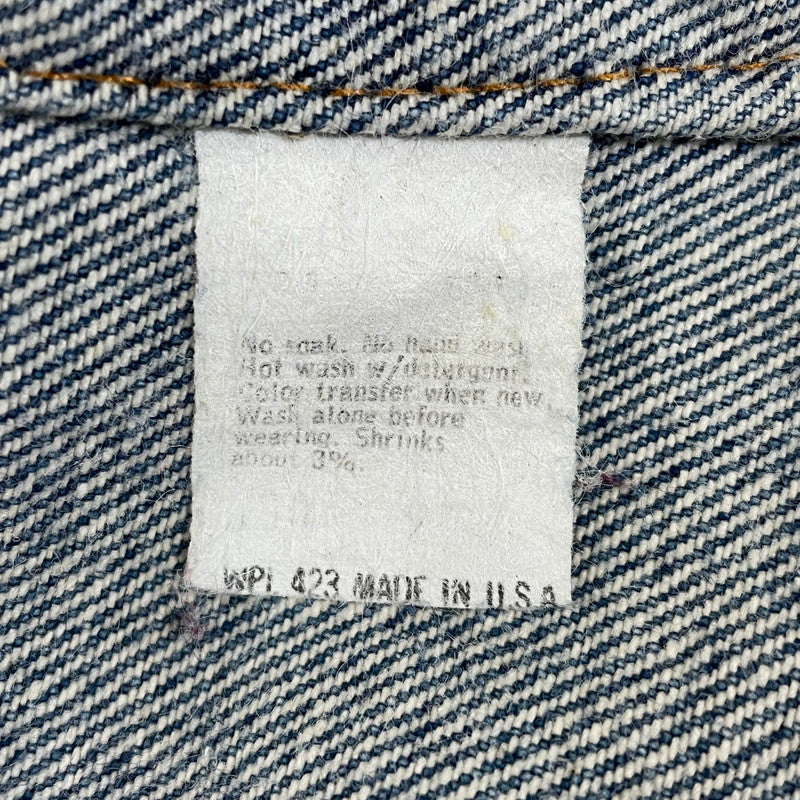 No soak. No hand wash.
Hot wash w/detergent.
Color transfer when new.
Wash alone before
wearing. Shrinks
about 3%.
WPL 423 MADE IN U.S.A.